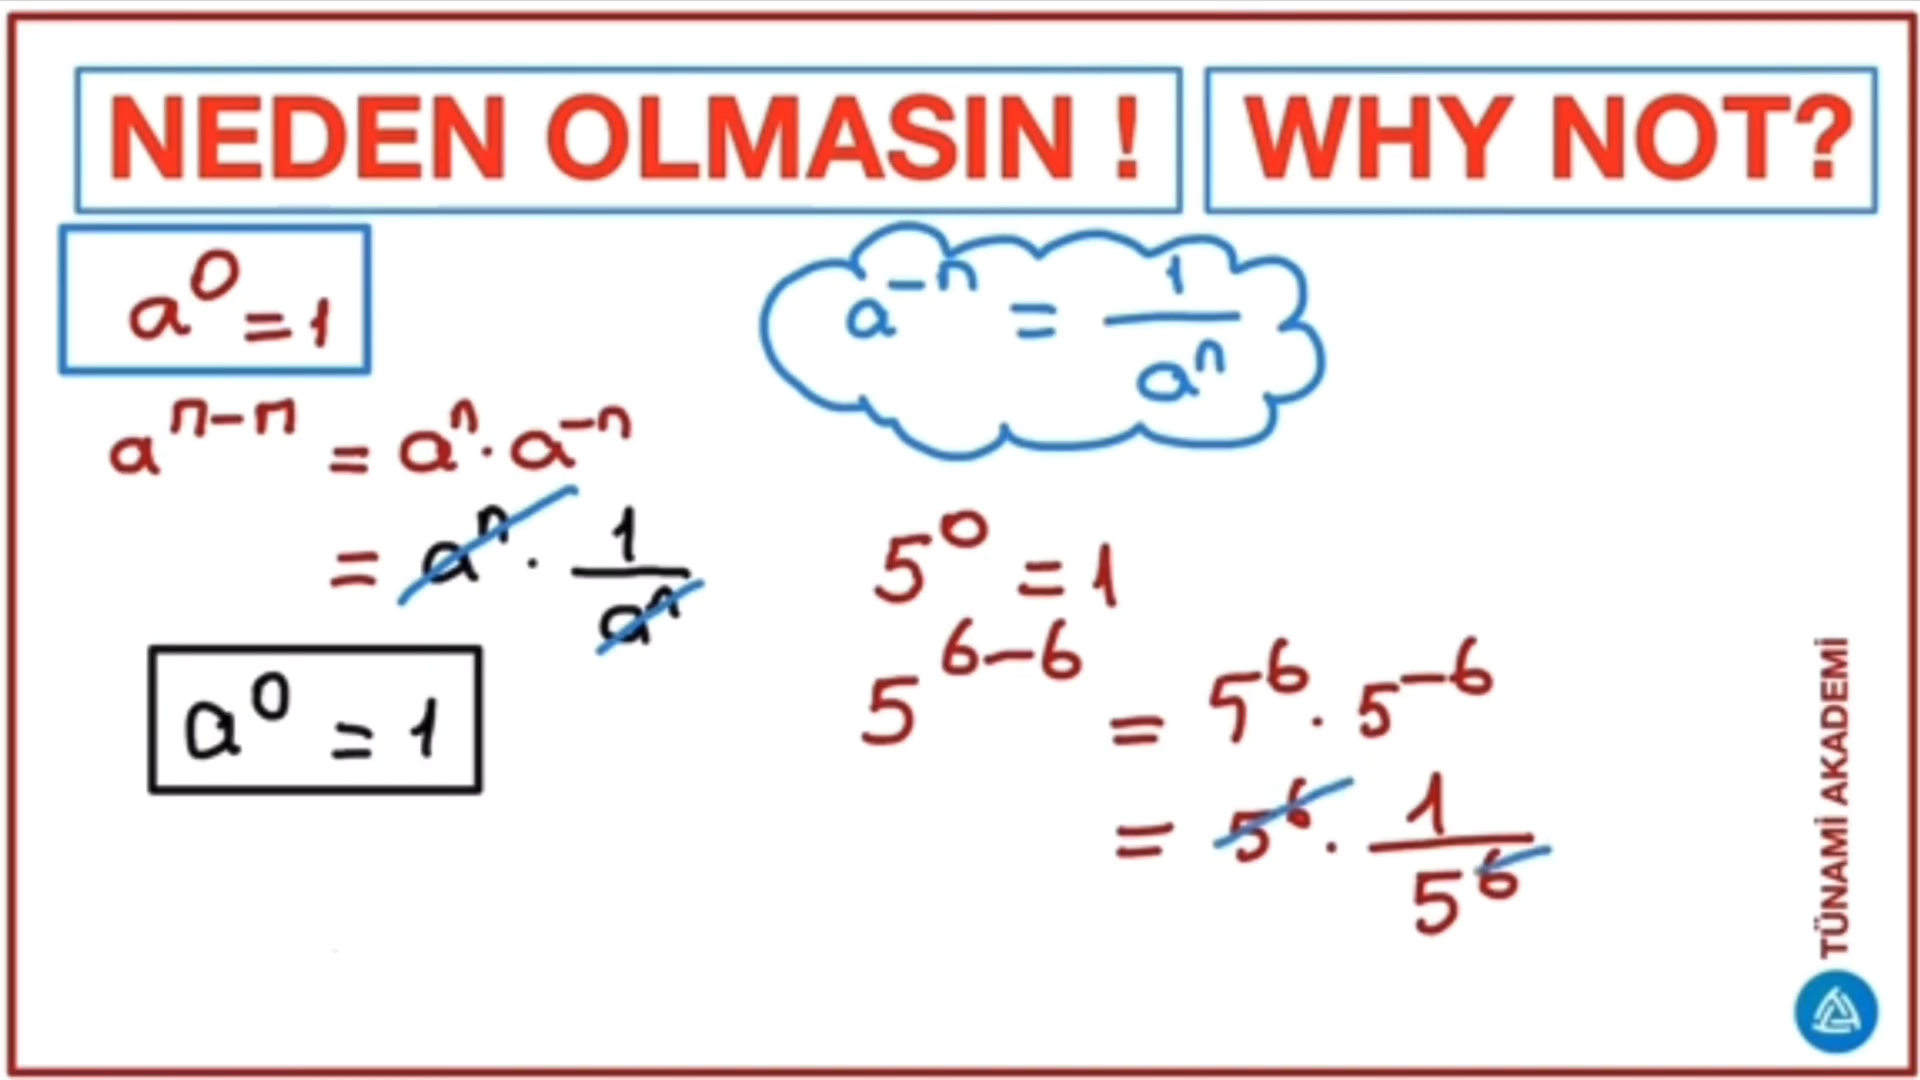 NEDEN OLMASIN !
WHY NOT?
a⁰ = 1
aⁿ⁻ⁿ = aⁿ · a⁻ⁿ
= aⁿ · 1/aⁿ
a⁰ = 1
a⁻ⁿ = 1/aⁿ
5⁰ = 1
5⁶⁻⁶ = 5⁶ · 5⁻⁶
= 5⁶ · 1/5⁶
TÜNAMİ AKADEMİ